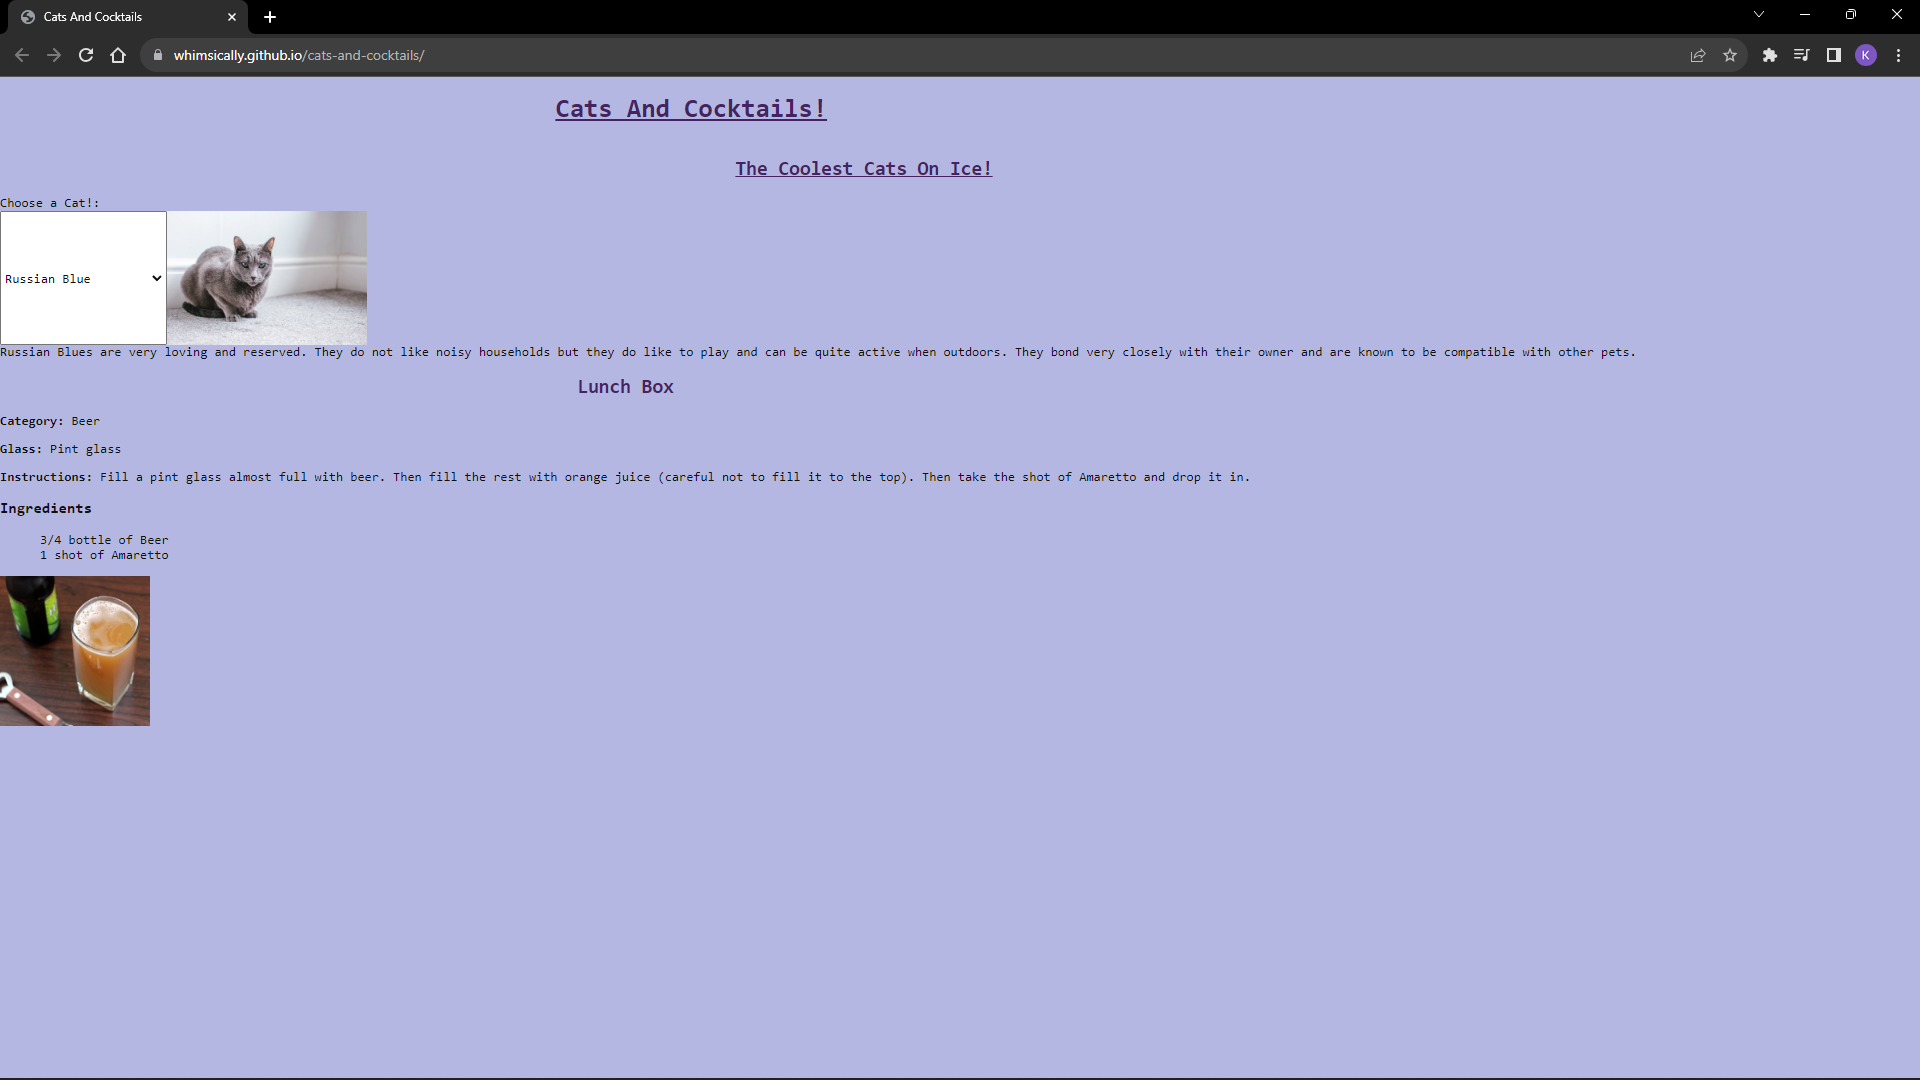 Cats And Cocktails
whimsically.github.io/cats-and-cocktails/
K
Cats And Cocktails!
The Coolest Cats On Ice!
Choose a Cat!:
Russian Blue
Russian Blues are very loving and reserved. They do not like noisy households but they do like to play and can be quite active when outdoors. They bond very closely with their owner and are known to be compatible with other pets.
Lunch Box
Category: Beer
Glass: Pint glass
Instructions: Fill a pint glass almost full with beer. Then fill the rest with orange juice (careful not to fill it to the top). Then take the shot of Amaretto and drop it in.
Ingredients
3/4 bottle of Beer
1 shot of Amaretto